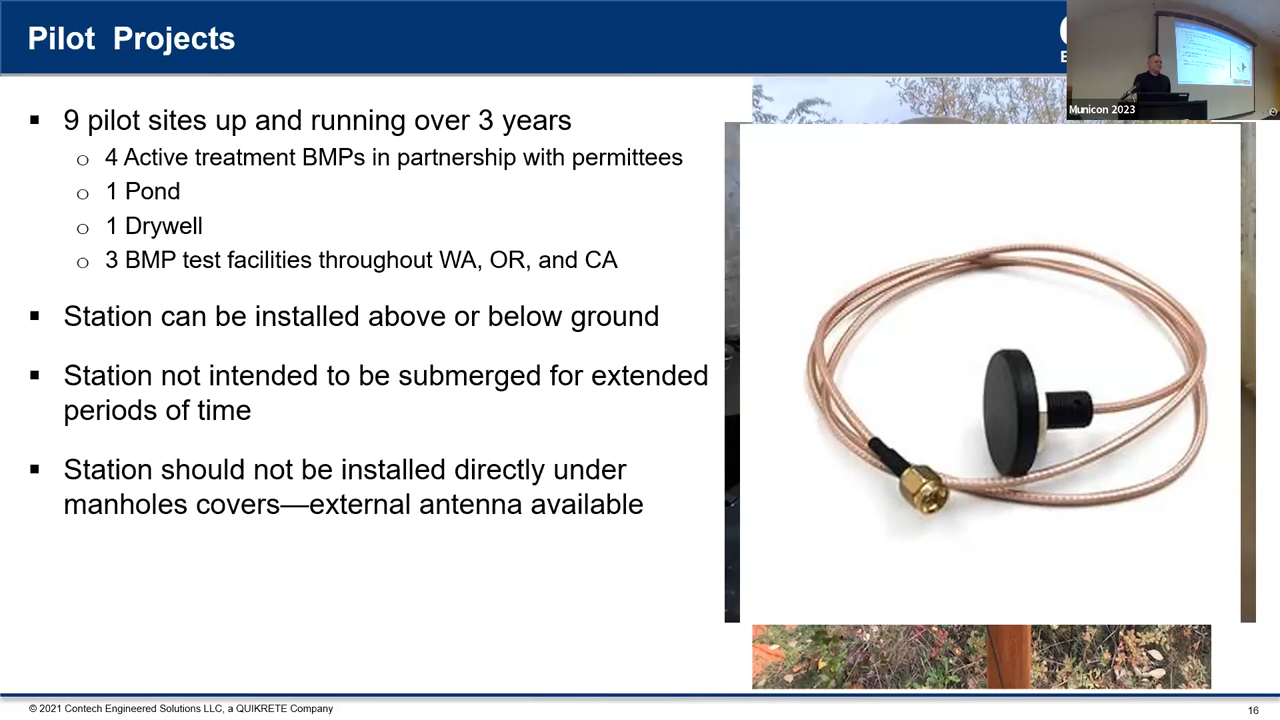 Pilot Projects
Municon 2023
▪ 9 pilot sites up and running over 3 years
o 4 Active treatment BMPs in partnership with permittees
o 1 Pond
o 1 Drywell
o 3 BMP test facilities throughout WA, OR, and CA
▪ Station can be installed above or below ground
▪ Station not intended to be submerged for extended
periods of time
▪ Station should not be installed directly under
manholes covers—external antenna available
© 2021 Contech Engineered Solutions LLC, a QUIKRETE Company
16